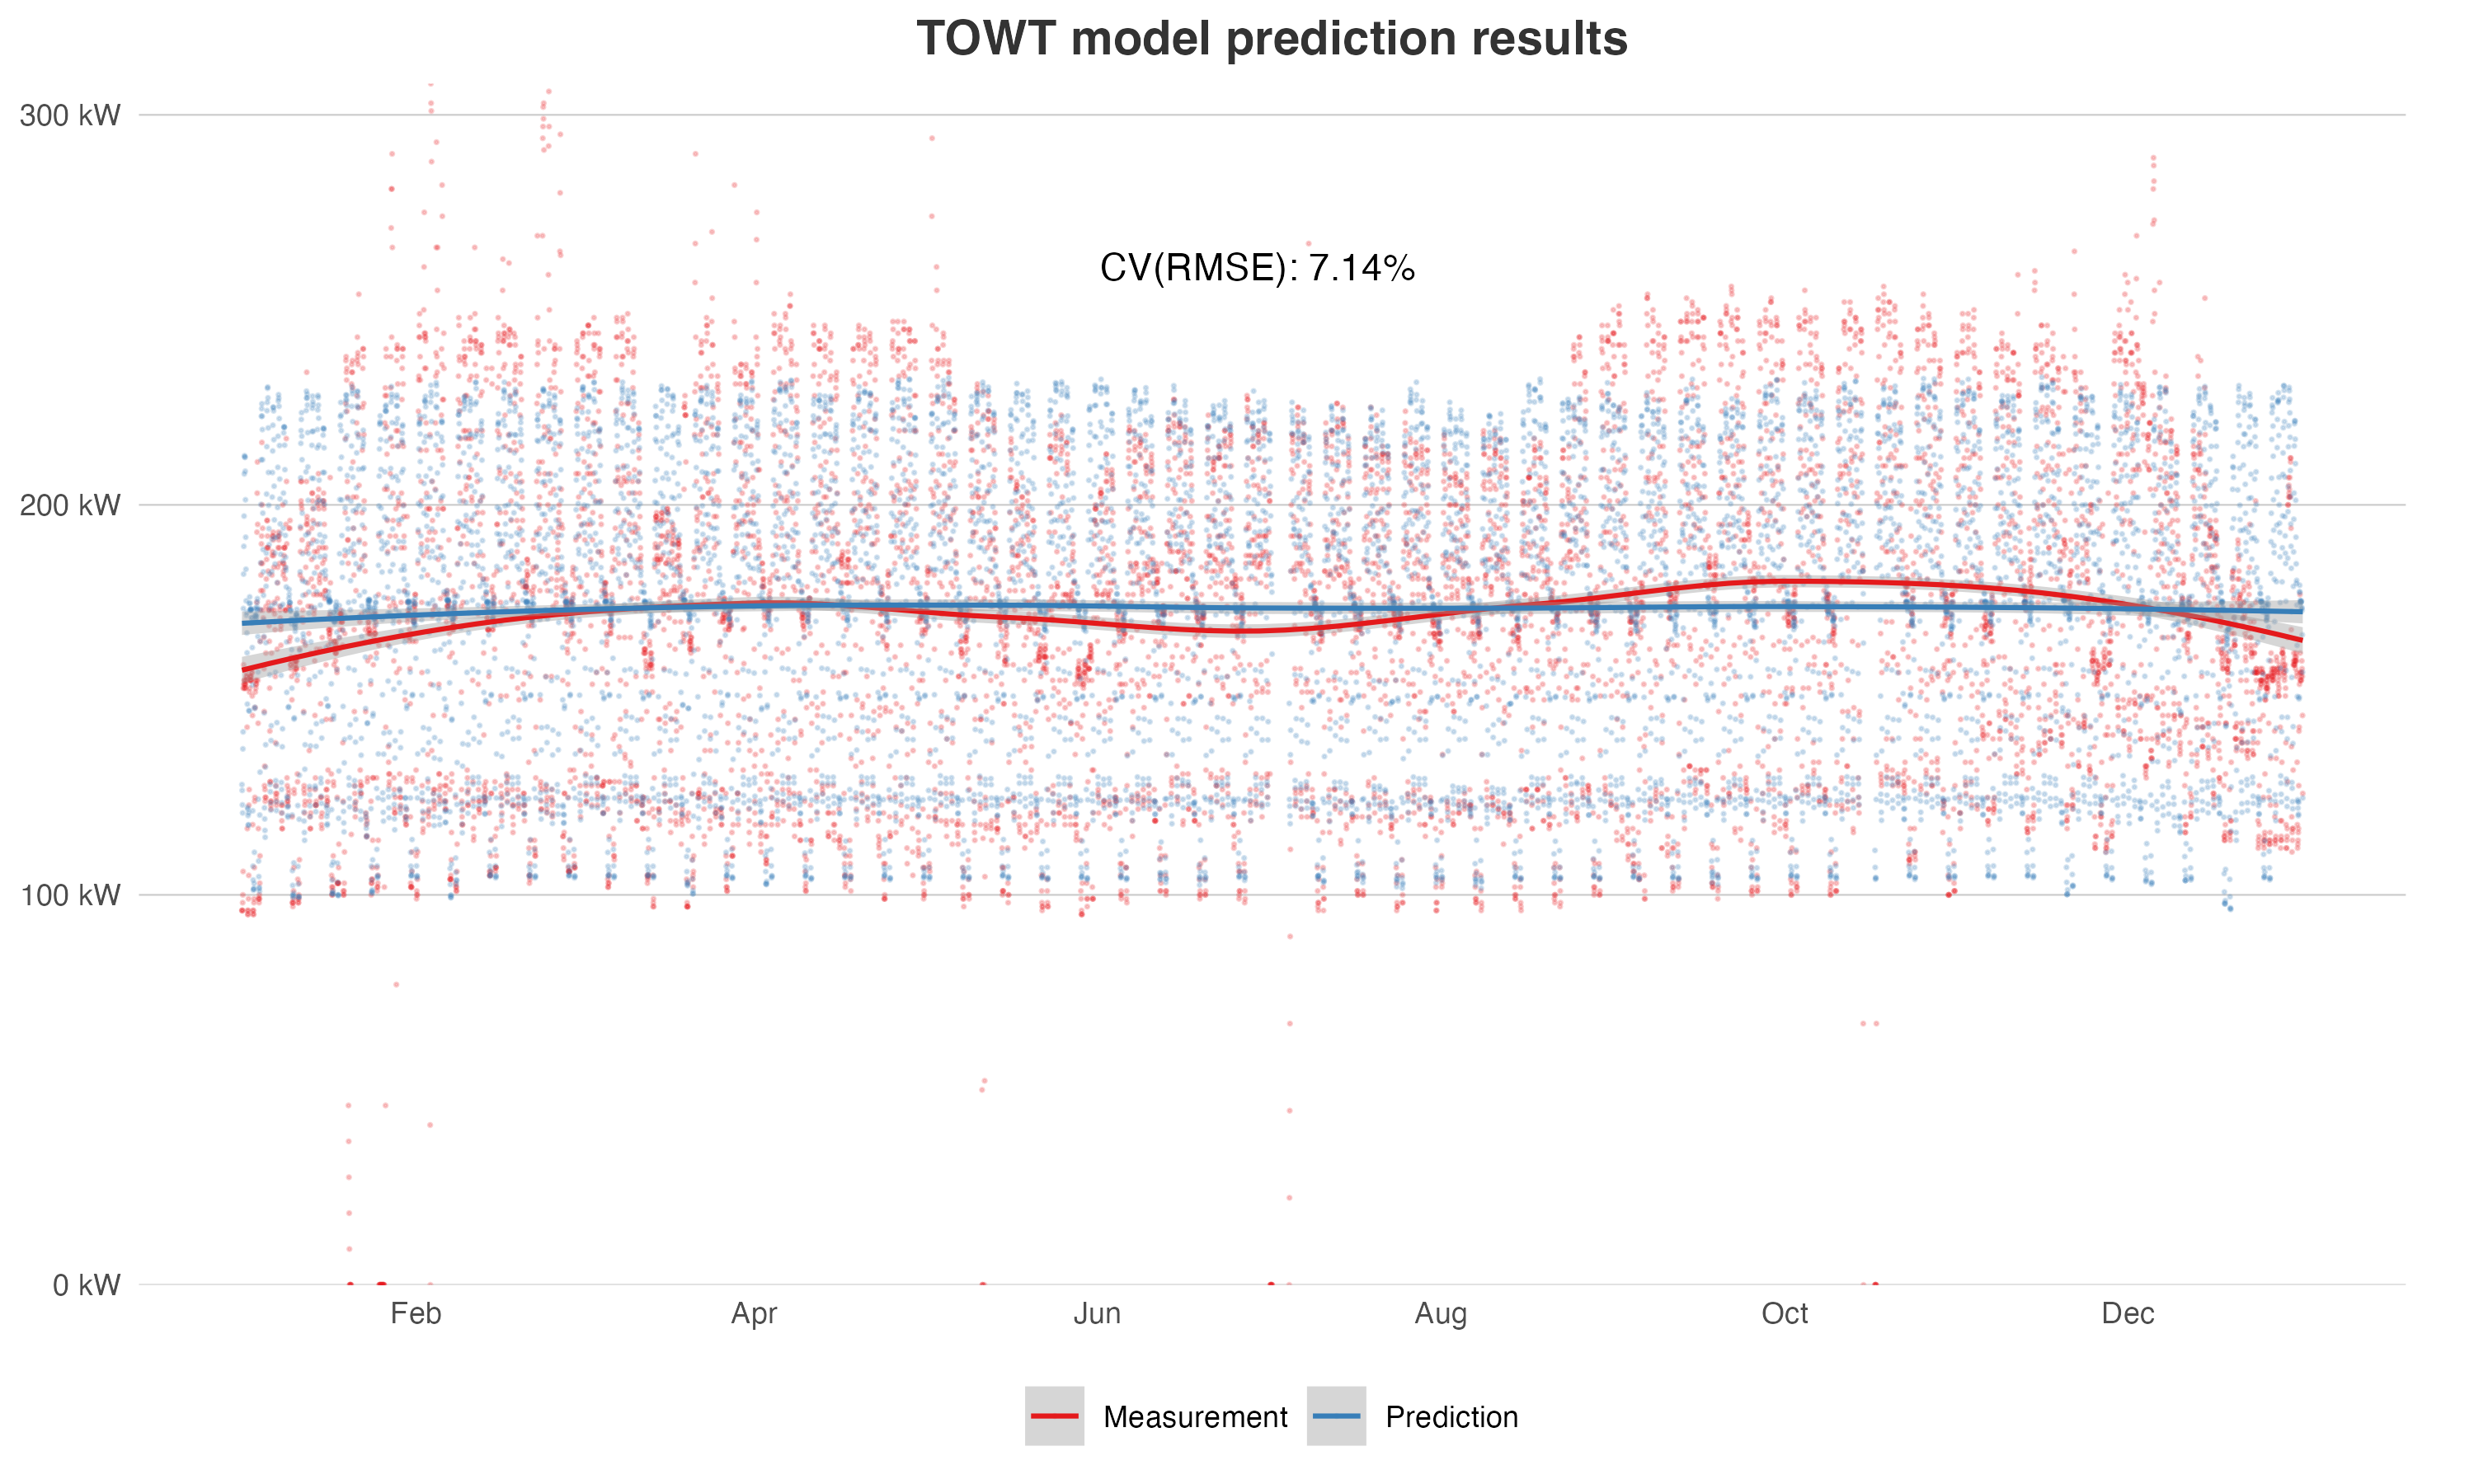 TOWT model prediction results
300 kW
CV(RMSE): 7.14%
200 kW
100 kW
0 kW
Feb Apr Jun Aug Oct Dec
Measurement Prediction